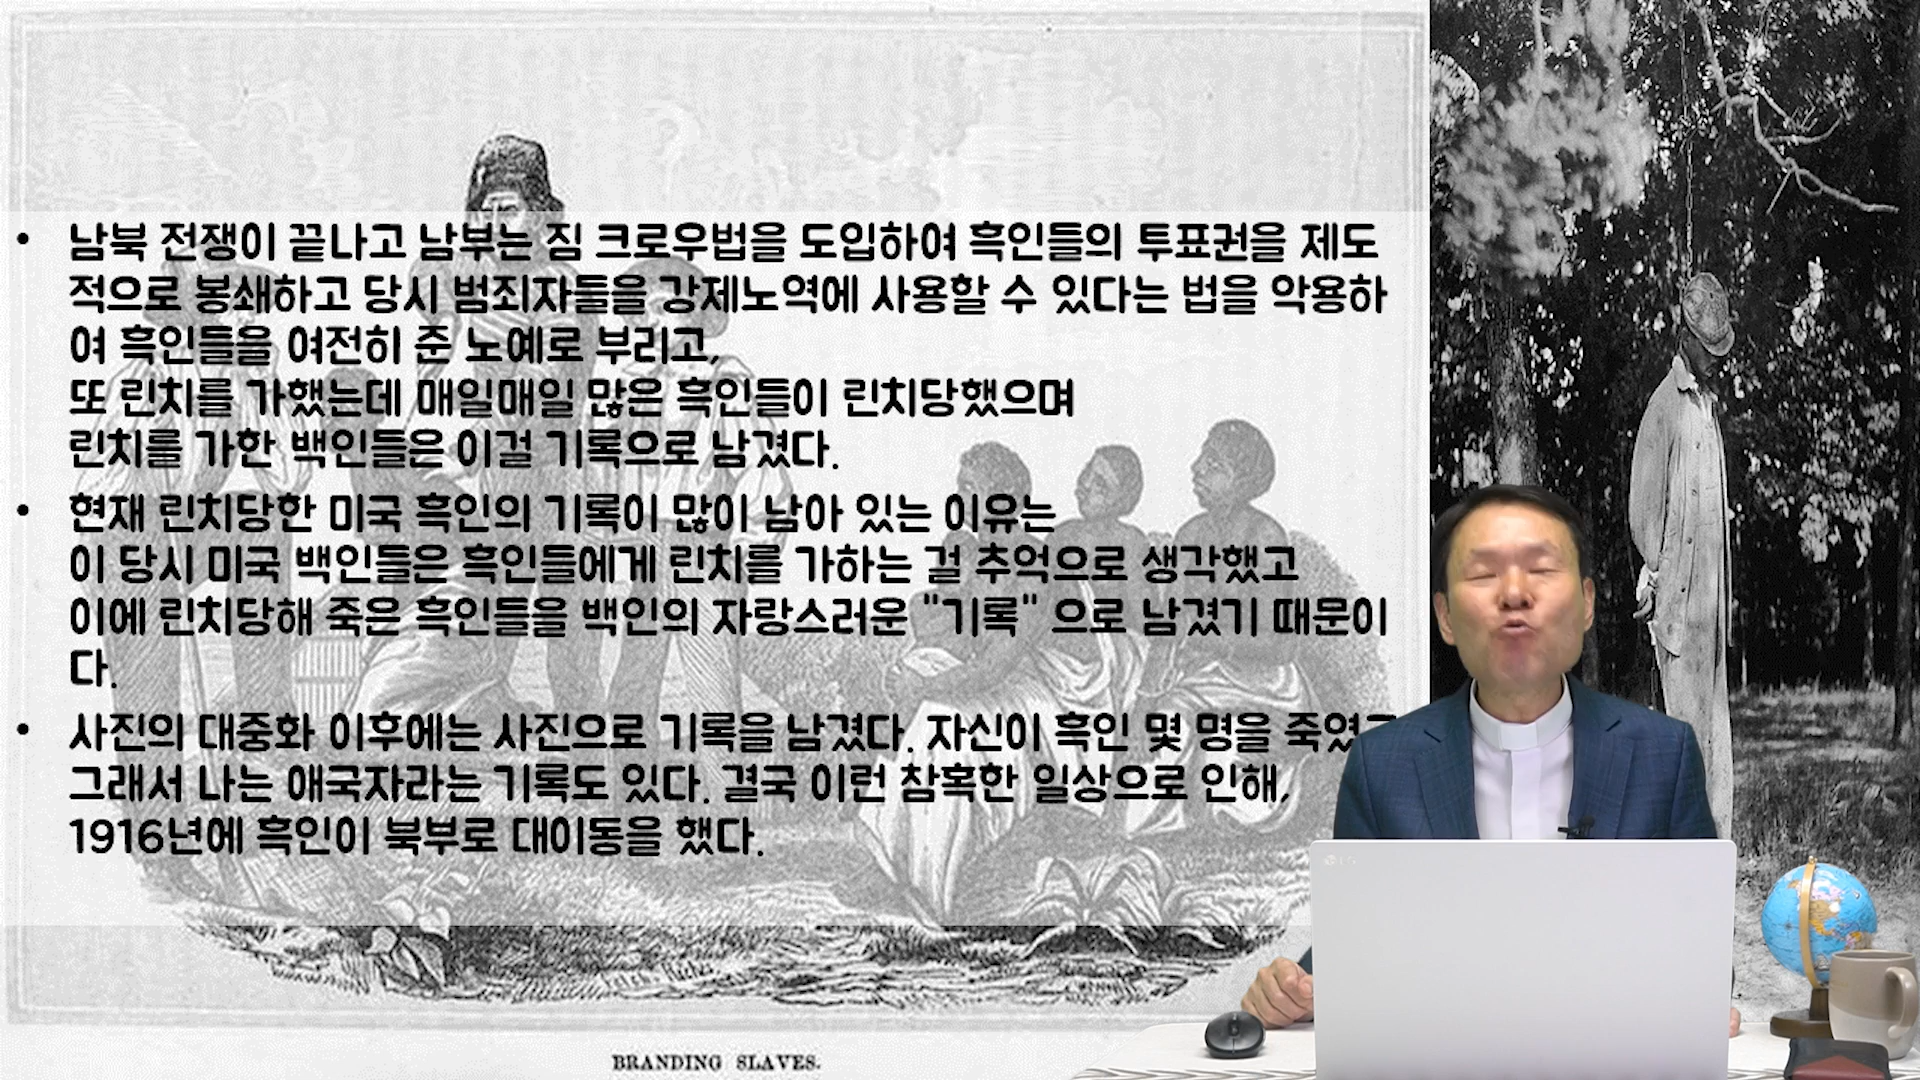 • 남북 전쟁이 끝나고 남부는 짐 크로우법을 도입하여 흑인들의 투표권을 제도
적으로 봉쇄하고 당시 범죄자들을 강제노역에 사용할 수 있다는 법을 악용하
여 흑인들을 여전히 준 노예로 부리고,
또 린치를 가했는데 매일매일 많은 흑인들이 린치당했으며
린치를 가한 백인들은 이걸 기록으로 남겼다.
• 현재 린치당한 미국 흑인의 기록이 많이 남아 있는 이유는
이 당시 미국 백인들은 흑인들에게 린치를 가하는 걸 추억으로 생각했고
이에 린치당해 죽은 흑인들을 백인의 자랑스러운 "기록" 으로 남겼기 때문이
다.
• 사진의 대중화 이후에는 사진으로 기록을 남겼다. 자신이 흑인 몇 명을
그래서 나는 애국자라는 기록도 있다. 결국 이런 참혹한 일상으로 인해,
1916년에 흑인이 북부로 대이동을 했다.
BRANDING SLAVES.